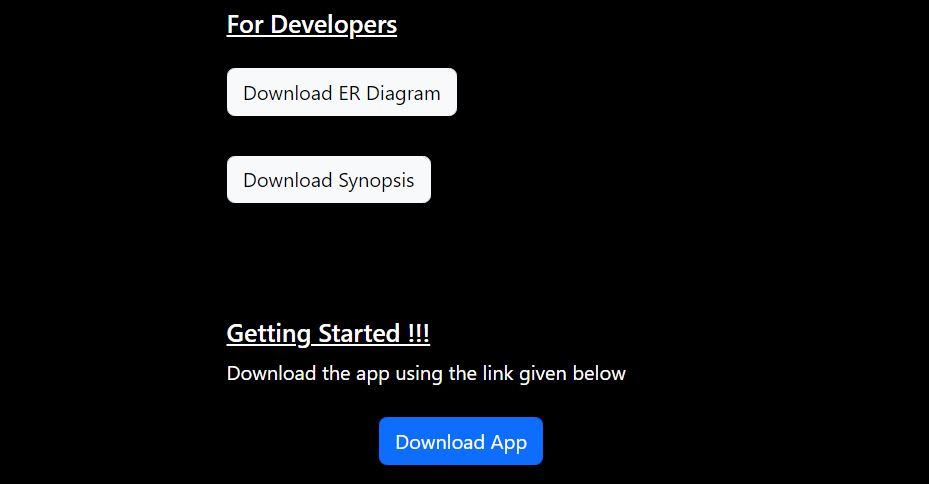 For Developers
Download ER Diagram
Download Synopsis
Getting Started !!!
Download the app using the link given below
Download App